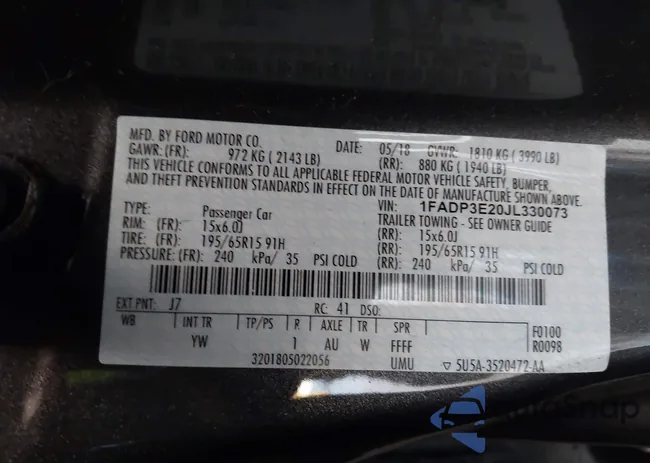 MFD. BY FORD MOTOR CO.
DATE: 05/18 GVWR: 1810 KG ( 3990 LB)
GAWR: (FR): 972 KG ( 2143 LB) (RR): 880 KG ( 1940 LB)
THIS VEHICLE CONFORMS TO ALL APPLICABLE FEDERAL MOTOR VEHICLE SAFETY, BUMPER,
AND THEFT PREVENTION STANDARDS IN EFFECT ON THE DATE OF MANUFACTURE SHOWN ABOVE.
VIN: 1FADP3E20JL330073
TYPE: Passenger Car TRAILER TOWING - SEE OWNER GUIDE
RIM: (FR): 15x6.0J (RR): 15x6.0J
TIRE: (FR): 195/65R15 91H (RR): 195/65R15 91H
PRESSURE: (FR): 240 kPa/ 35 PSI COLD (RR): 240 kPa/ 35 PSI COLD
EXT PNT: J7 RC: 41 DSO:
WB INT TR TP/PS R AXLE TR SPR F0100
YW 1 AU W FFFF R0098
3201805022056 UMU 5U5A-3520472-AA
AutoSnap